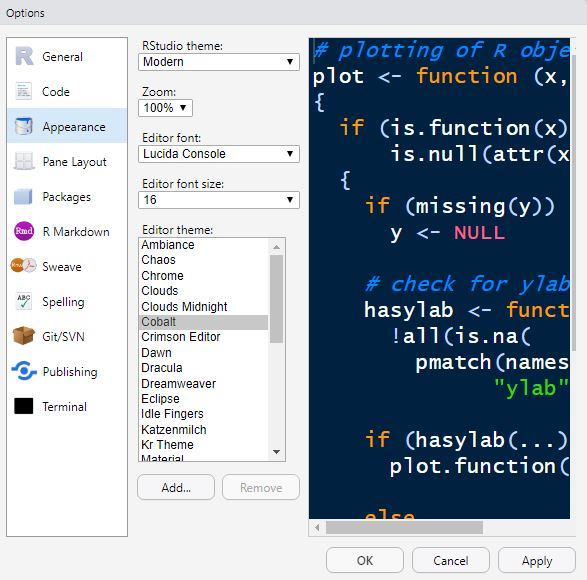 Options
R General
Code
Appearance
Pane Layout
Packages
Rmd R Markdown
Sweave
ABC Spelling
Git/SVN
Publishing
Terminal
RStudio theme:
Modern
Zoom:
100%
Editor font:
Lucida Console
Editor font size:
16
Editor theme:
Ambiance
Chaos
Chrome
Clouds
Clouds Midnight
Cobalt
Crimson Editor
Dawn
Dracula
Dreamweaver
Eclipse
Idle Fingers
Katzenmilch
Kr Theme
Material
Add...
Remove
# plotting of R obje
plot <- function (x,
{
if (is.function(x)
is.null(attr(x
{
if (missing(y))
y <- NULL
# check for ylab
hasylab <- funct
!all(is.na(
pmatch(names
"ylab"
if (hasylab(...)
plot.function(
else
OK
Cancel
Apply